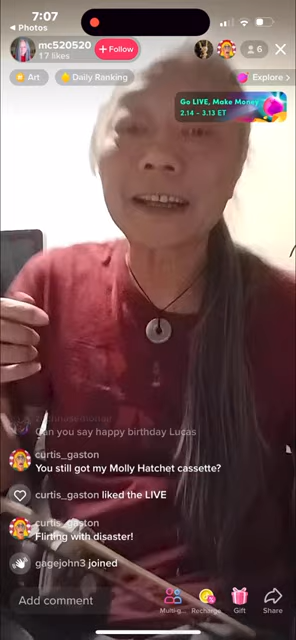 7:07
◀ Photos
mc520520
17 likes
+ Follow
6
# Art
Daily Ranking
Explore >
Go LIVE, Make Money
2.14 - 3.13 ET
Can you say happy birthday Lucas
curtis_gaston
You still got my Molly Hatchet cassette?
curtis_gaston liked the LIVE
curtis_gaston
Flirting with disaster!
gagejohn3 joined
Add comment
Multi-g...
Recharge
Gift
Share